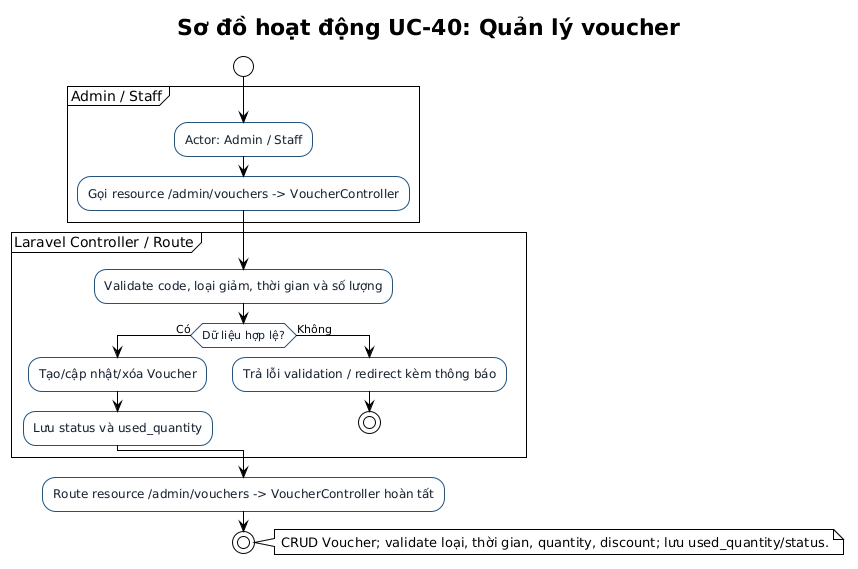 Sơ đồ hoạt động UC-40: Quản lý voucher
Admin / Staff
Actor: Admin / Staff
Gọi resource /admin/vouchers -> VoucherController
Laravel Controller / Route
Validate code, loại giảm, thời gian và số lượng
Dữ liệu hợp lệ?
Có
Không
Tạo/cập nhật/xóa Voucher
Trả lỗi validation / redirect kèm thông báo
Lưu status và used_quantity
Route resource /admin/vouchers -> VoucherController hoàn tất
CRUD Voucher; validate loại, thời gian, quantity, discount; lưu used_quantity/status.